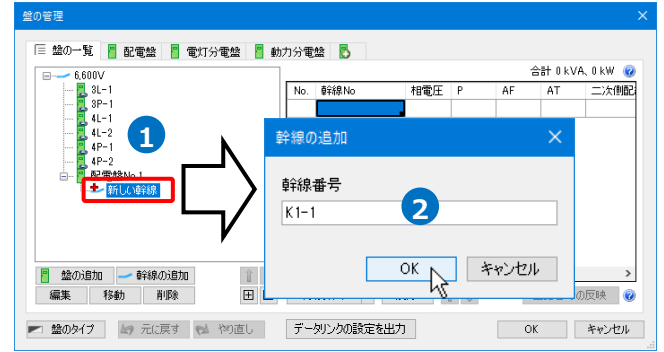 盤の管理
盤の一覧 配電盤 電灯分電盤 動力分電盤
合計 0 kVA、0 kW
6,600V
3L-1
3P-1
4L-1
4L-2
4P-1
4P-2
配電盤No.1
新しい幹線
1
No. 幹線No 相電圧 P AF AT 二次側配
幹線の追加
幹線番号
K1-1
2
OK キャンセル
盤の追加 幹線の追加
編集 移動 削除
の反映
盤のタイプ 元に戻す やり直し データリンクの設定を出力 OK キャンセル